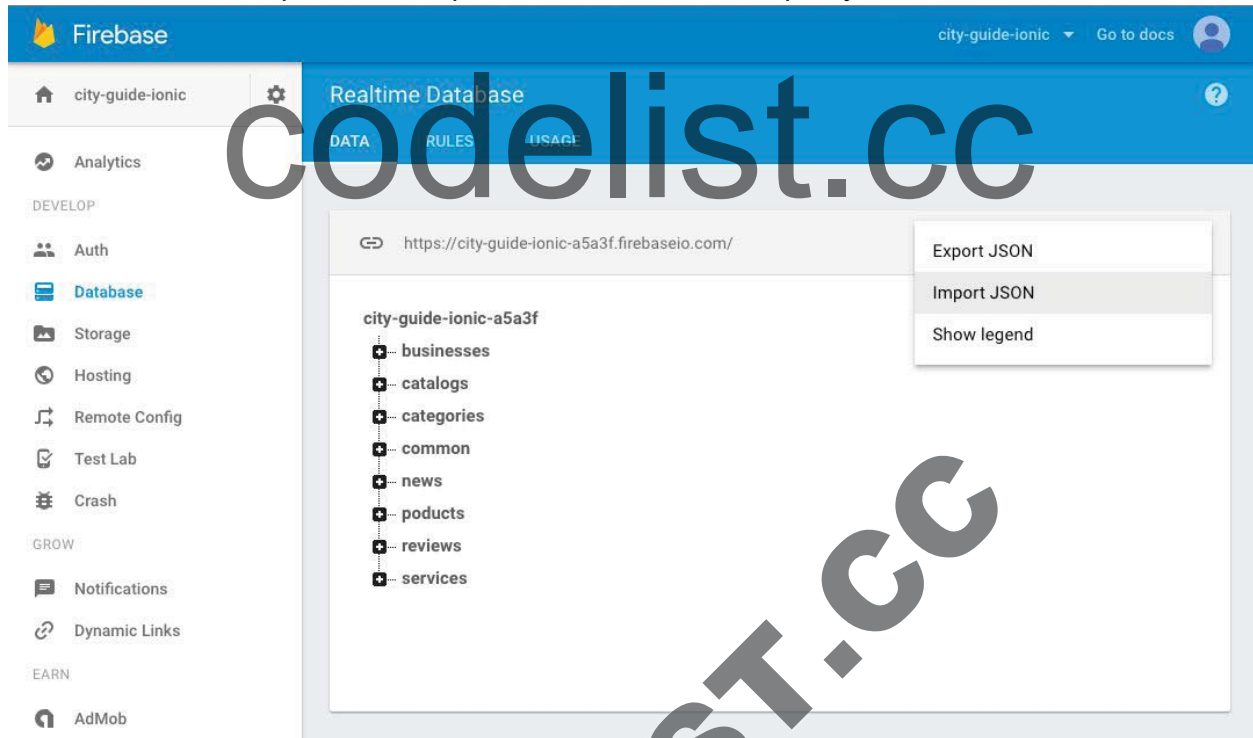 Firebase
city-guide-ionic
Go to docs
city-guide-ionic
Realtime Database
DATA RULES USAGE
codelist.cc
Analytics
DEVELOP
Auth
Database
Storage
Hosting
Remote Config
Test Lab
Crash
GROW
Notifications
Dynamic Links
EARN
AdMob
https://city-guide-ionic-a5a3f.firebaseio.com/
Export JSON
Import JSON
Show legend
city-guide-ionic-a5a3f
businesses
catalogs
categories
common
news
poducts
reviews
services
st.cc